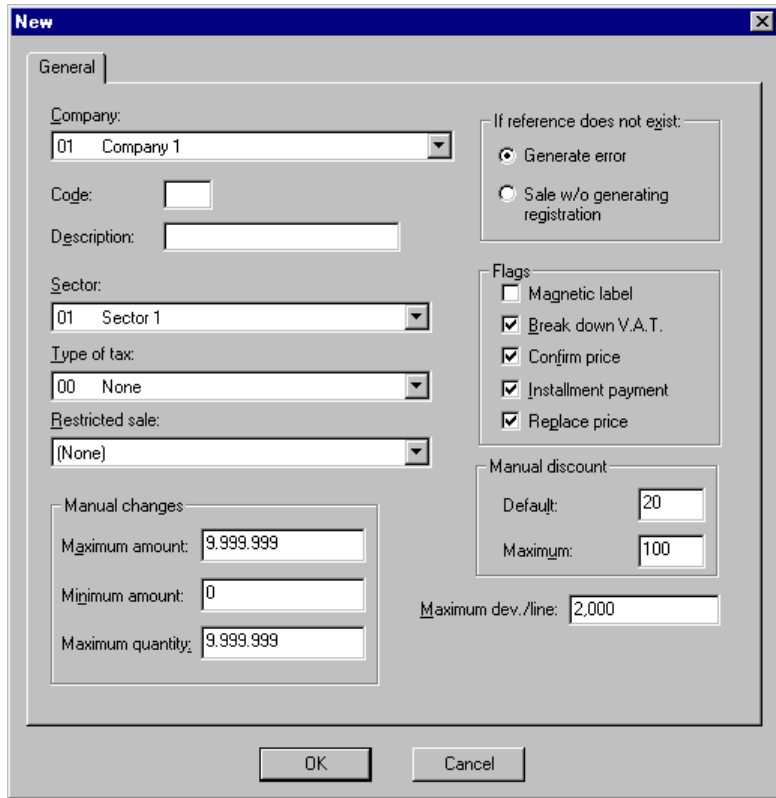 New
General
Company:
01 Company 1
Code:
Description:
Sector:
01 Sector 1
Type of tax:
00 None
Restricted sale:
(None)
Manual changes
Maximum amount: 9.999.999
Minimum amount: 0
Maximum quantity: 9.999.999
If reference does not exist:
Generate error
Sale w/o generating
registration
Flags
Magnetic label
Break down V.A.T.
Confirm price
Installment payment
Replace price
Manual discount
Default: 20
Maximum: 100
Maximum dev./line: 2,000
OK
Cancel